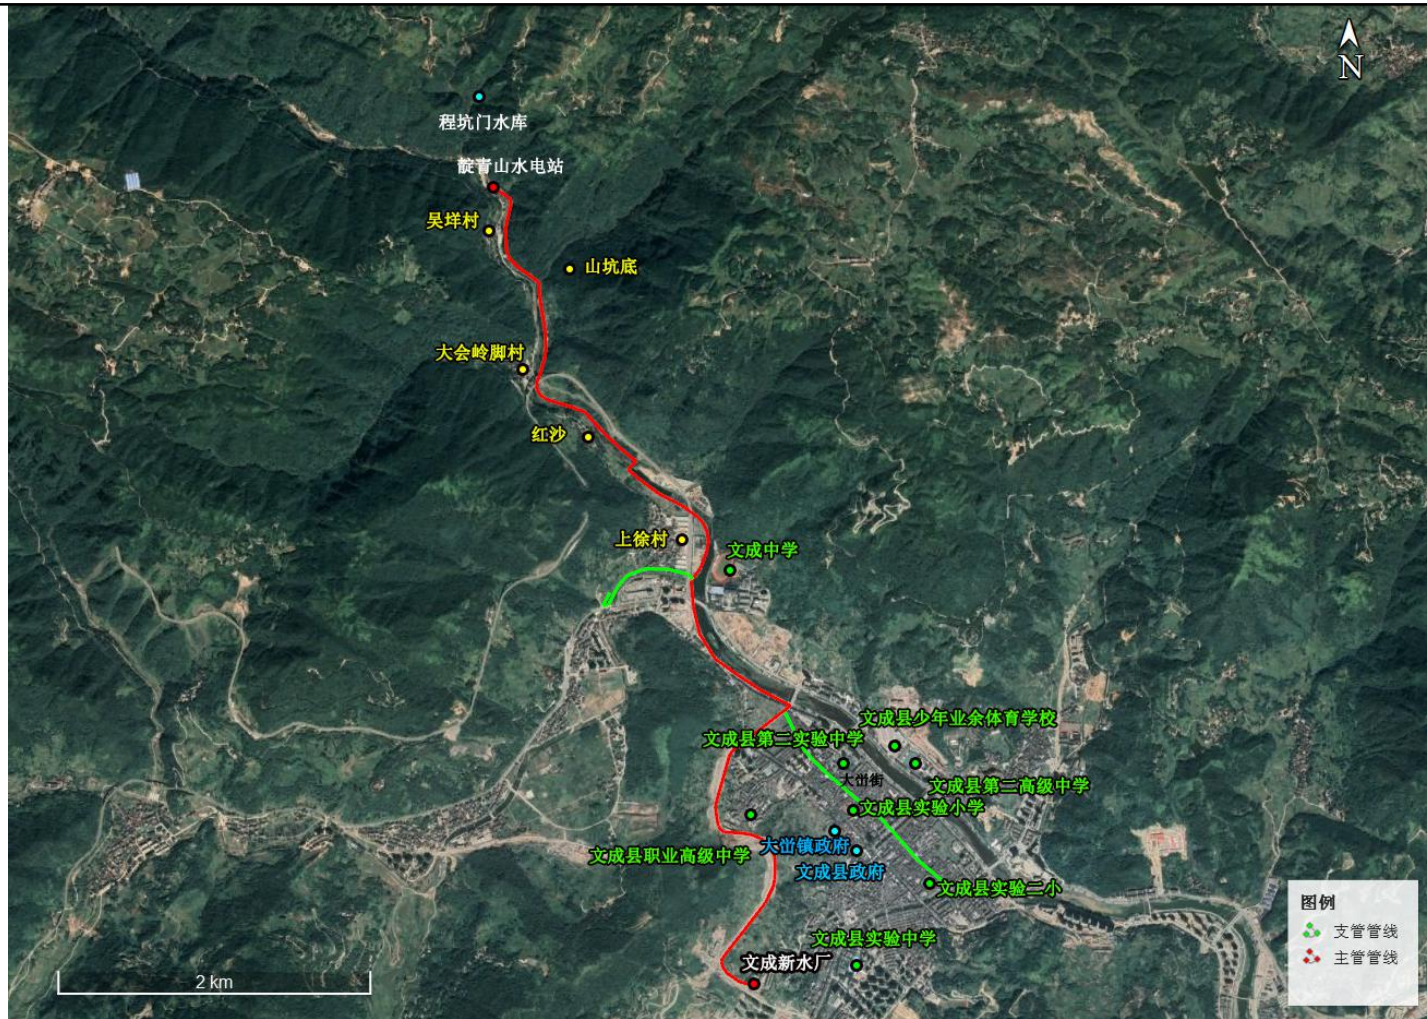 N
程坑门水库
靛青山水电站
吴垟村
山坑底
大会岭脚村
红沙
上徐村
文成中学
文成县少年业余体育学校
文成县第二实验中学
大峃街
文成县第二高级中学
文成县实验小学
大峃镇政府
文成县职业高级中学
文成县政府
文成县实验二小
文成县实验中学
文成新水厂
图例
支管管线
主管管线
2 km